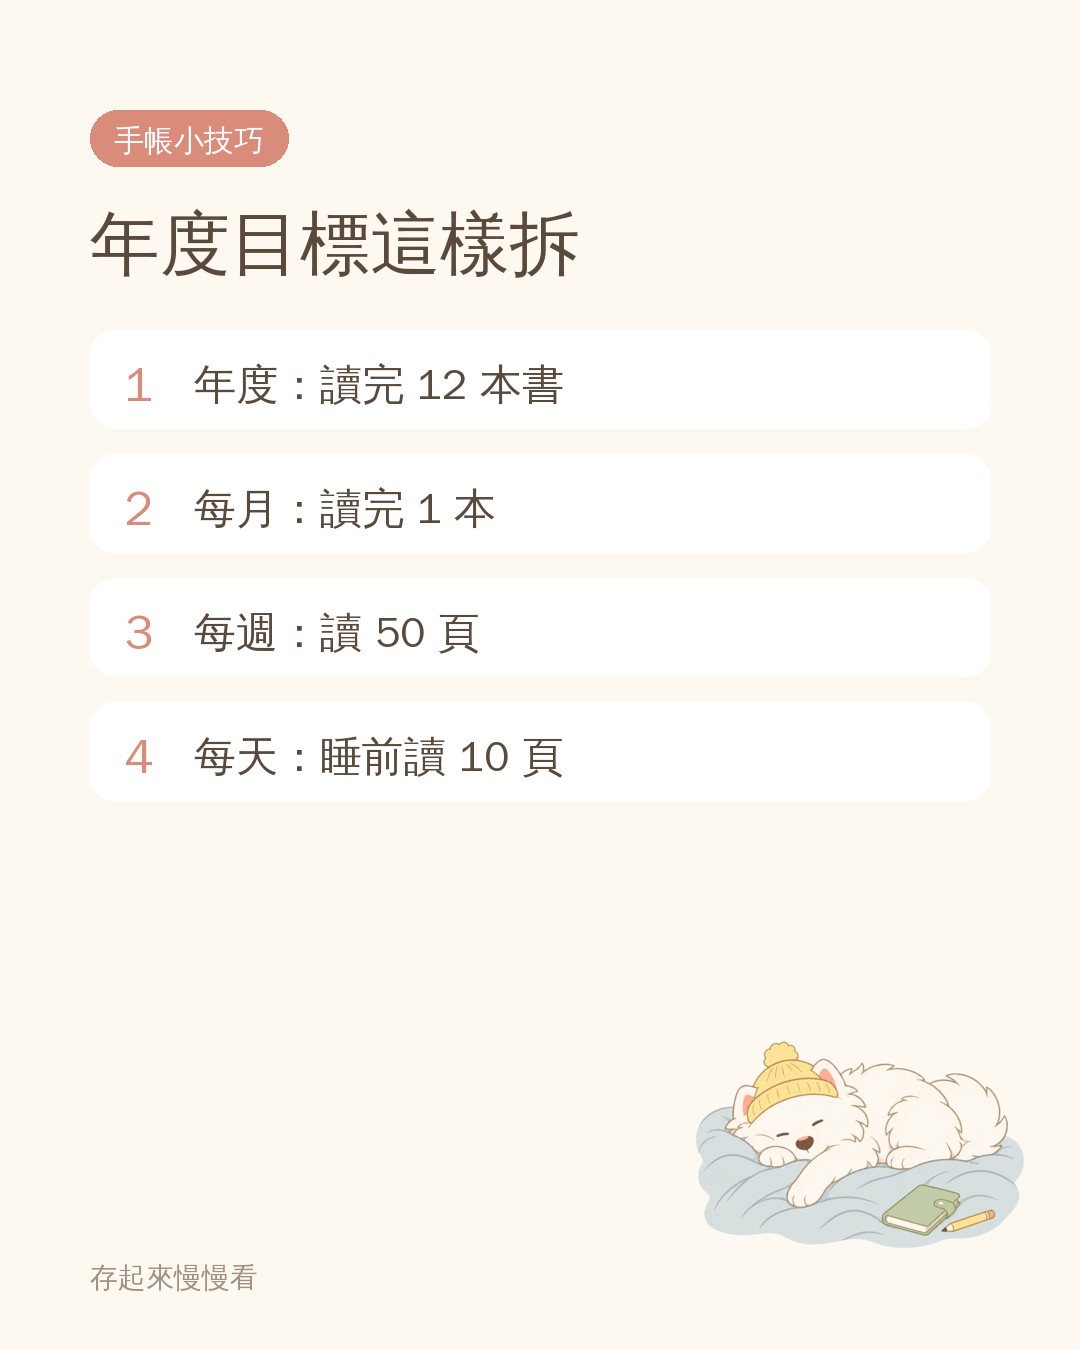 手帳小技巧
年度目標這樣拆
1 年度：讀完 12 本書
2 每月：讀完 1 本
3 每週：讀 50 頁
4 每天：睡前讀 10 頁
存起來慢慢看